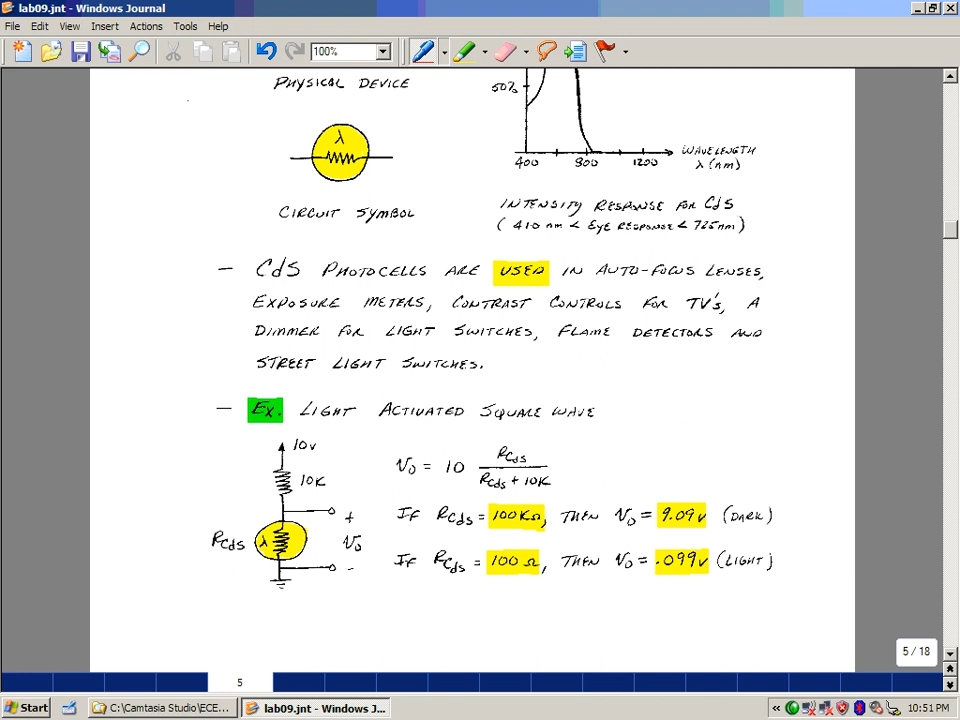 lab09.jnt - Windows Journal
File Edit View Insert Actions Tools Help
100%
PHYSICAL DEVICE
50%
λ
400 800 1200
WAVELENGTH
λ (nm)
CIRCUIT SYMBOL
INTENSITY RESPONSE FOR CdS
(410 nm < EYE RESPONSE < 725nm)
- CdS PHOTOCELLS ARE USED IN AUTO-FOCUS LENSES,
EXPOSURE METERS, CONTRAST CONTROLS FOR TV's, A
DIMMER FOR LIGHT SWITCHES, FLAME DETECTORS AND
STREET LIGHT SWITCHES.
- Ex. LIGHT ACTIVATED SQUARE WAVE
10V
10K
Vo = 10 RCdS / RCdS + 10K
RCdS λ
+
Vo
-
IF RCdS = 100KΩ, THEN Vo = 9.09V (DARK)
IF RCdS = 100 Ω, THEN Vo = .099V (LIGHT)
5 / 18
5
Start C:\Camtasia Studio\ECE... lab09.jnt - Windows J... « 10:51 PM